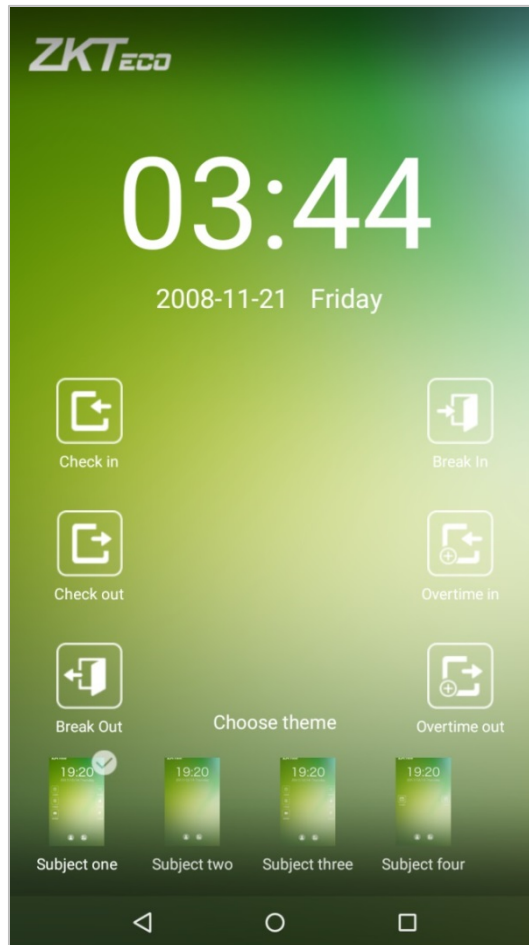 ZKTeco
03:44
2008-11-21 Friday
Check in
Break In
Check out
Overtime in
Break Out
Choose theme
Overtime out
19:20
19:20
19:20
19:20
Subject one
Subject two
Subject three
Subject four